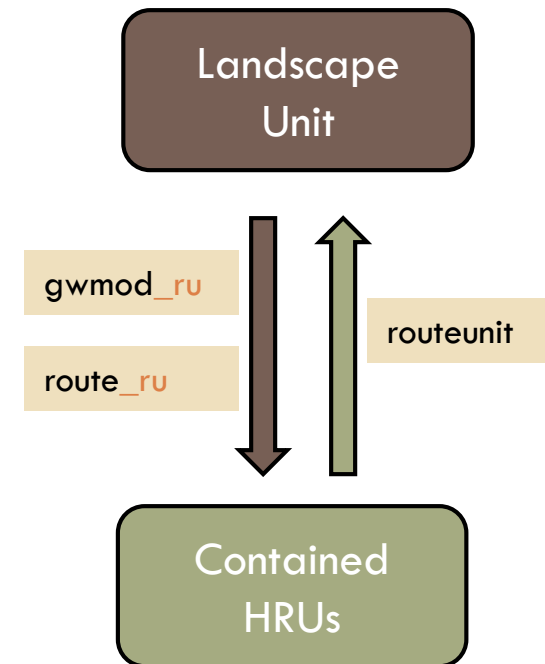 Landscape
Unit
gwmod_ru
routeunit
route_ru
Contained
HRUs